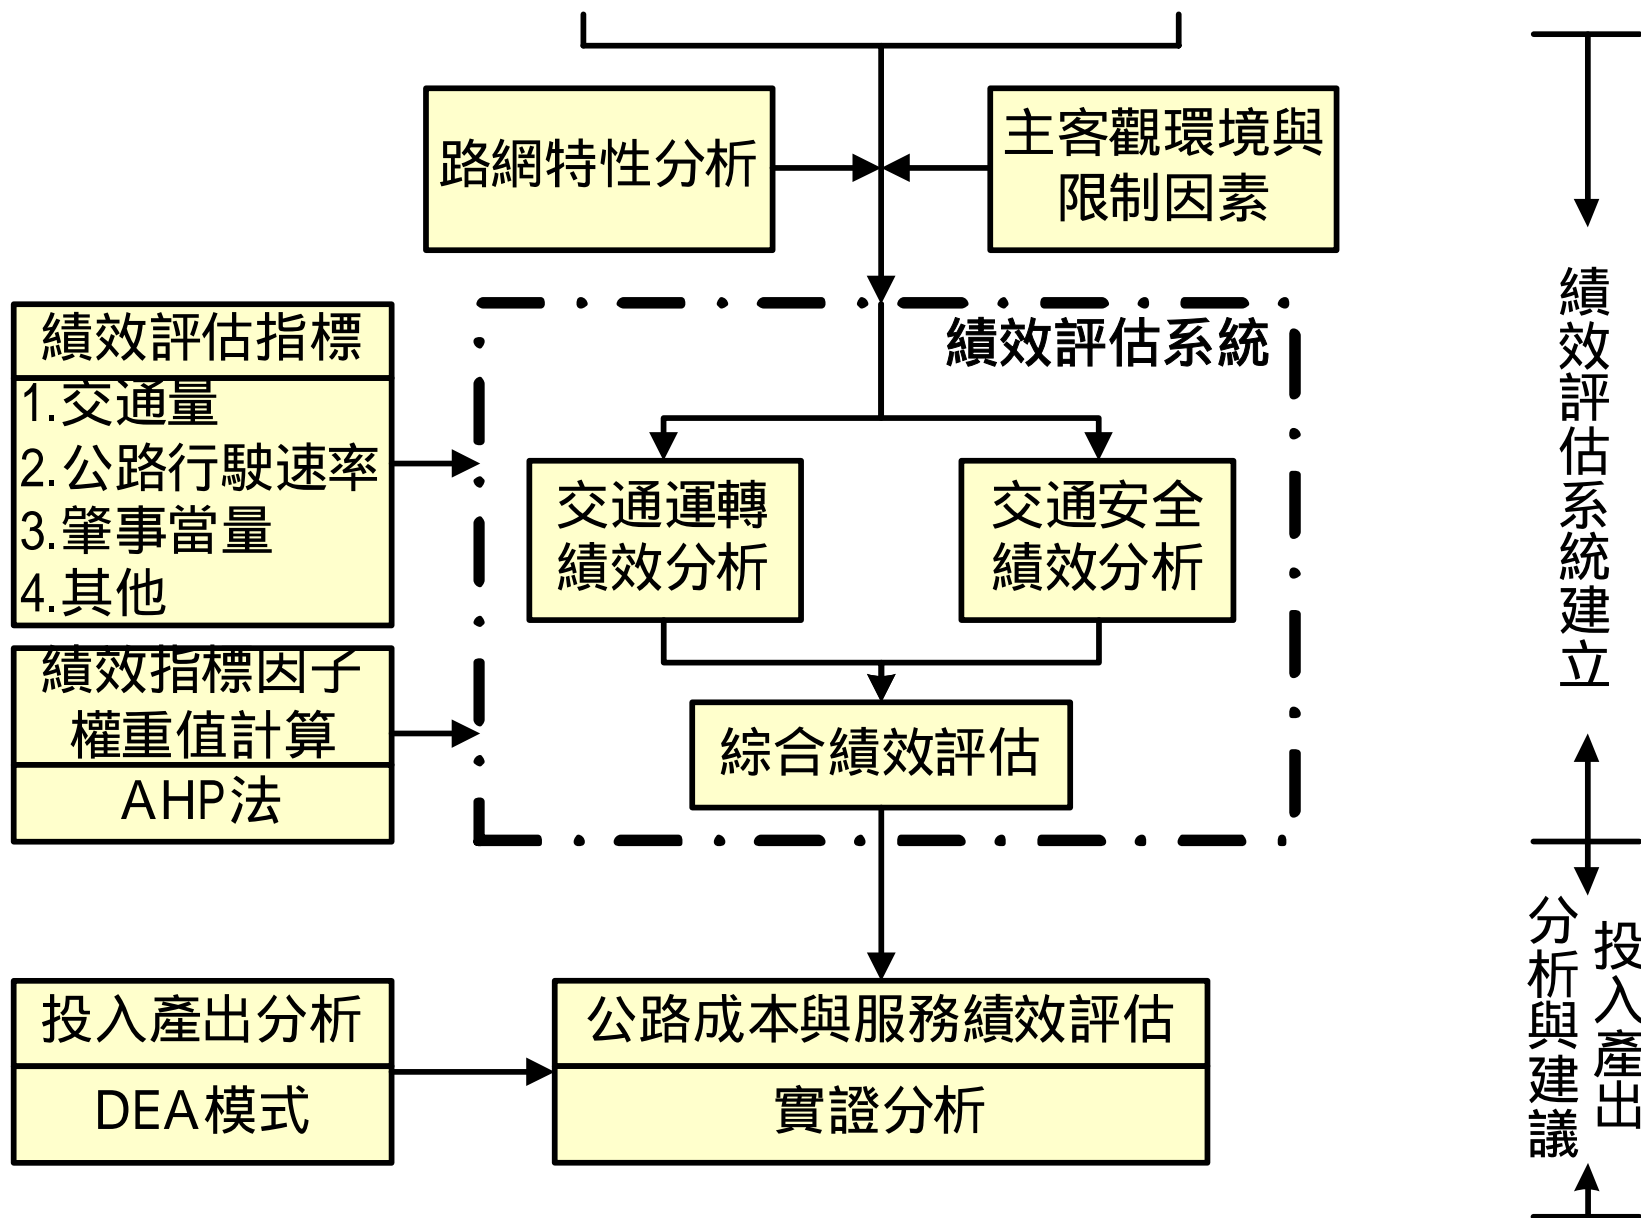 路網特性分析
主客觀環境與
限制因素
績效評估指標
1.交通量
2.公路行駛速率
3.肇事當量
4.其他
績效評估系統
交通運轉
績效分析
交通安全
績效分析
績效指標因子
權重值計算
AHP法
綜合績效評估
投入產出分析
DEA模式
公路成本與服務績效評估
實證分析
績效評估系統建立
投入產出
分析與建議